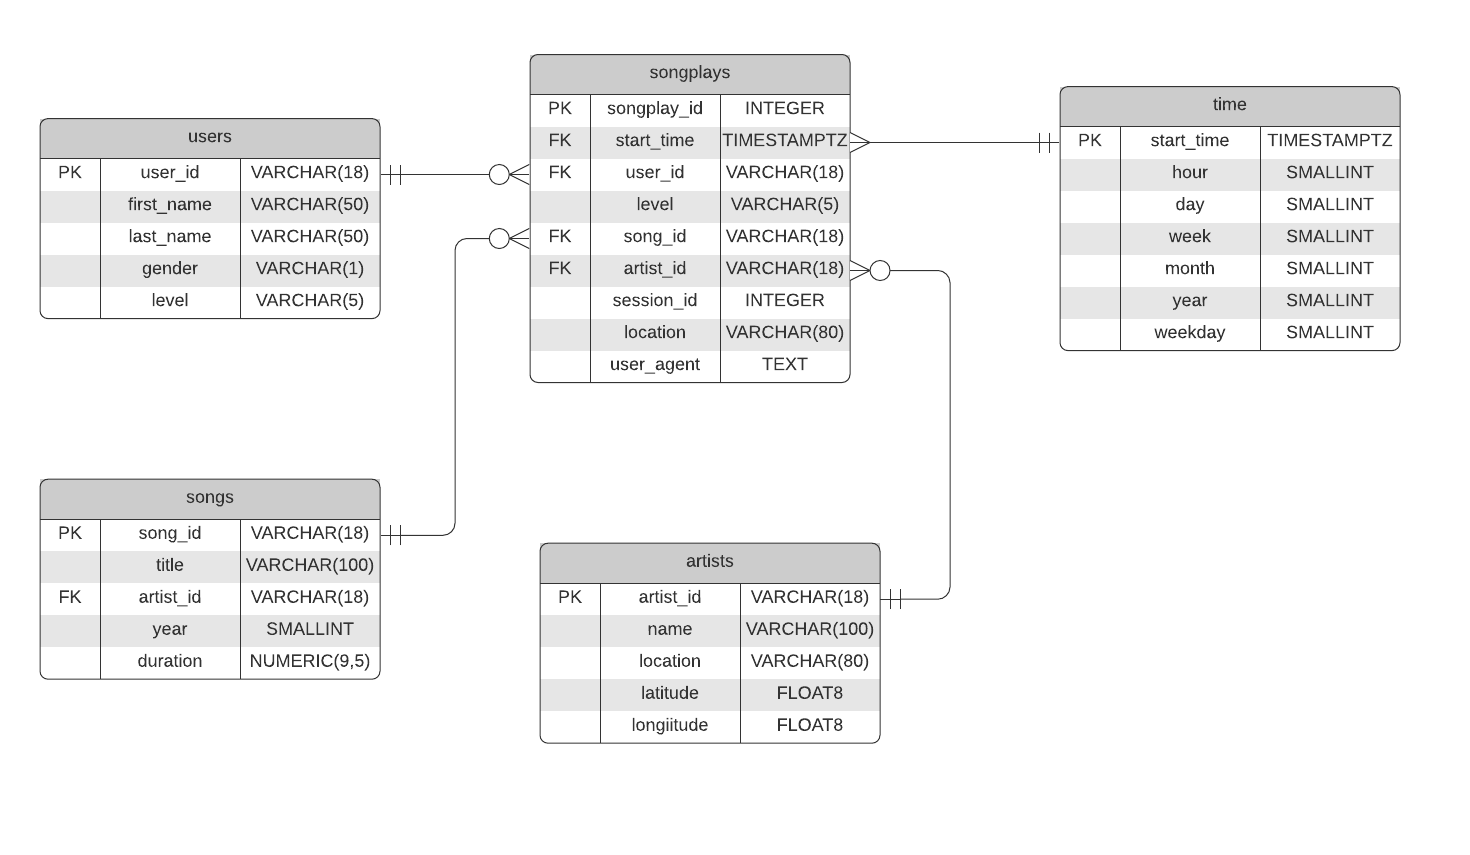 songplays
PK songplay_id INTEGER
FK start_time TIMESTAMPTZ
FK user_id VARCHAR(18)
level VARCHAR(5)
FK song_id VARCHAR(18)
FK artist_id VARCHAR(18)
session_id INTEGER
location VARCHAR(80)
user_agent TEXT
time
PK start_time TIMESTAMPTZ
hour SMALLINT
day SMALLINT
week SMALLINT
month SMALLINT
year SMALLINT
weekday SMALLINT
users
PK user_id VARCHAR(18)
first_name VARCHAR(50)
last_name VARCHAR(50)
gender VARCHAR(1)
level VARCHAR(5)
songs
PK song_id VARCHAR(18)
title VARCHAR(100)
FK artist_id VARCHAR(18)
year SMALLINT
duration NUMERIC(9,5)
artists
PK artist_id VARCHAR(18)
name VARCHAR(100)
location VARCHAR(80)
latitude FLOAT8
longiitude FLOAT8